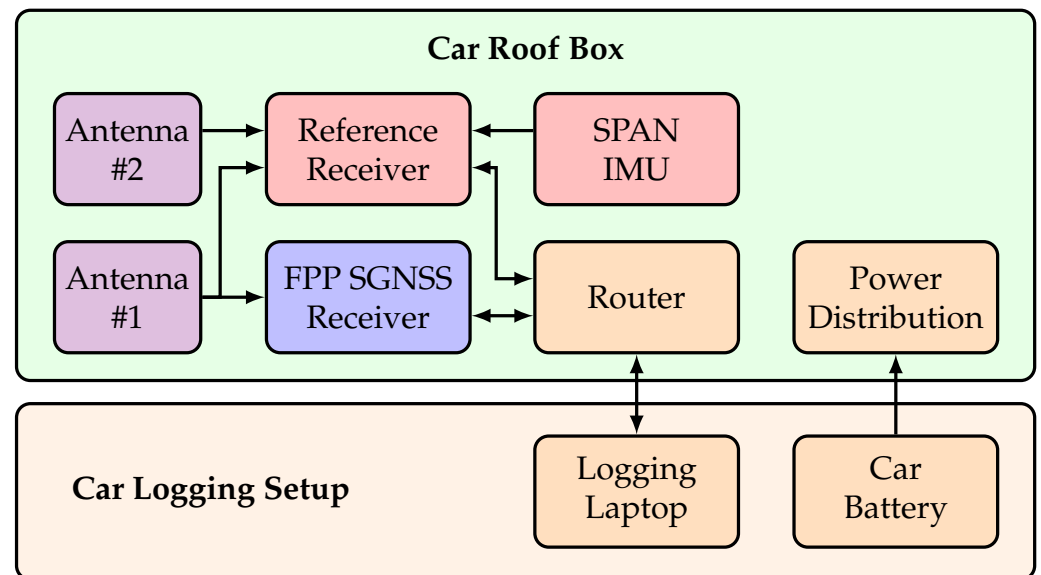 Car Roof Box
Antenna
#2
Reference
Receiver
SPAN
IMU
Antenna
#1
FPP SGNSS
Receiver
Router
Power
Distribution
Car Logging Setup
Logging
Laptop
Car
Battery